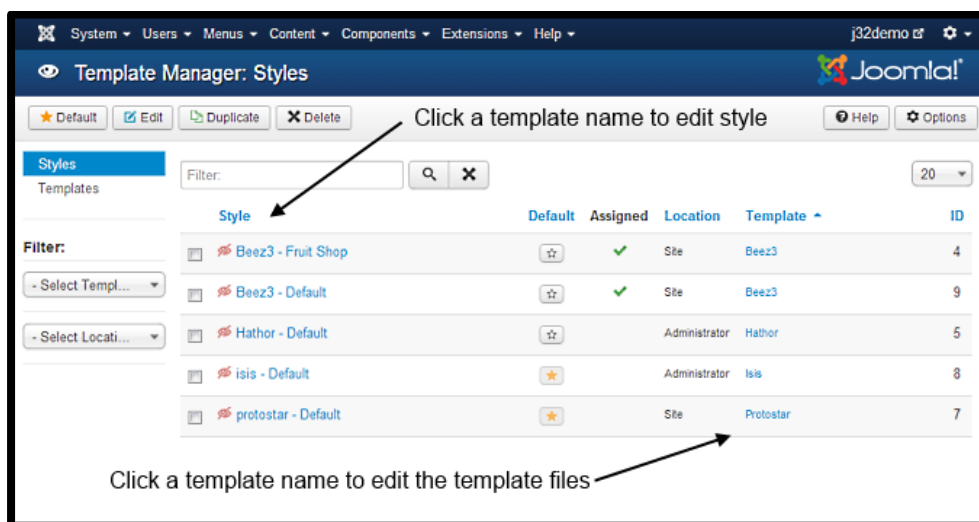 System Users Menus Content Components Extensions Help j32demo
Template Manager: Styles Joomla!
Default Edit Duplicate Delete Click a template name to edit style Help Options
Styles
Templates
Filter: 20
Style Default Assigned Location Template ID
Filter:
Beez3 - Fruit Shop Site Beez3 4
- Select Templ...
Beez3 - Default Site Beez3 9
- Select Locati...
Hathor - Default Administrator Hathor 5
isis - Default Administrator Isis 8
protostar - Default Site Protostar 7
Click a template name to edit the template files